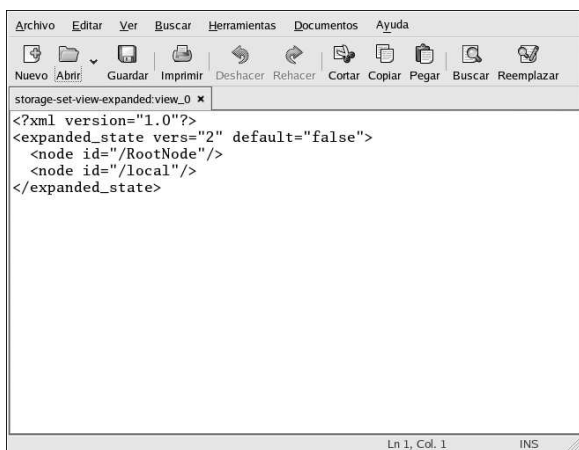 Archivo Editar Ver Buscar Herramientas Documentos Ayuda
Nuevo Abrir Guardar Imprimir Deshacer Rehacer Cortar Copiar Pegar Buscar Reemplazar
storage-set-view-expanded:view_0 ×
<?xml version="1.0"?>
<expanded_state vers="2" default="false">
  <node id="/RootNode"/>
  <node id="/local"/>
</expanded_state>
Ln 1, Col. 1 INS